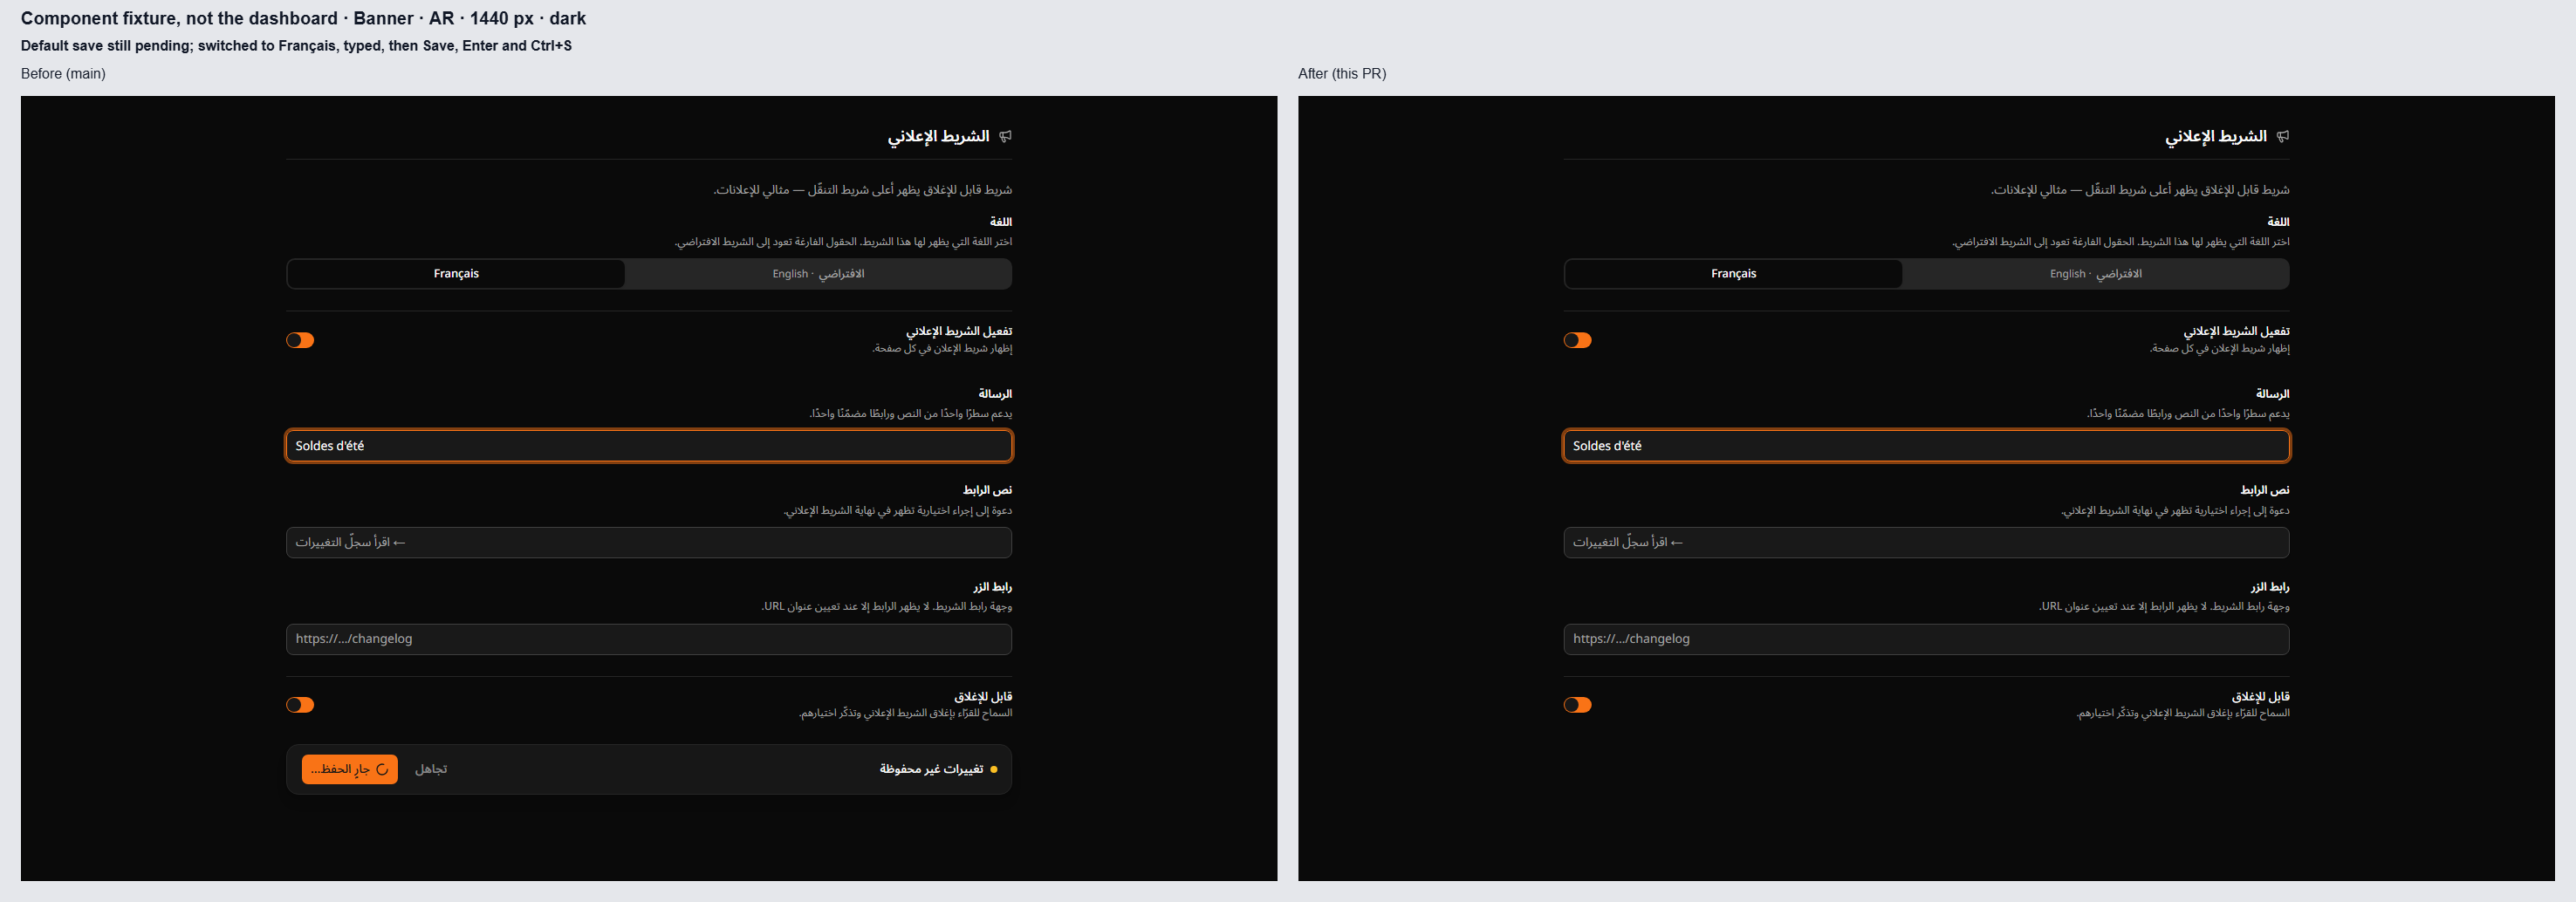 Component fixture, not the dashboard · Banner · AR · 1440 px · dark
Default save still pending; switched to Français, typed, then Save, Enter and Ctrl+S
Before (main)
الشريط الإعلاني
شريط قابل للإغلاق يظهر أعلى شريط التنقّل — مثالي للإعلانات.
اللغة
اختر اللغة التي يظهر لها هذا الشريط. الحقول الفارغة تعود إلى الشريط الافتراضي.
الافتراضي · English
Français
تفعيل الشريط الإعلاني
إظهار شريط الإعلان في كل صفحة.
الرسالة
يدعم سطرًا واحدًا من النص ورابطًا مضمّنًا واحدًا.
Soldes d'été
نص الرابط
دعوة إلى إجراء اختيارية تظهر في نهاية الشريط الإعلاني.
اقرأ سجلّ التغييرات ←
رابط الزر
وجهة رابط الشريط. لا يظهر الرابط إلا عند تعيين عنوان URL.
https://.../changelog
قابل للإغلاق
السماح للقرّاء بإغلاق الشريط الإعلاني وتذكّر اختيارهم.
تغييرات غير محفوظة
تجاهل
جارٍ الحفظ...
After (this PR)
الشريط الإعلاني
شريط قابل للإغلاق يظهر أعلى شريط التنقّل — مثالي للإعلانات.
اللغة
اختر اللغة التي يظهر لها هذا الشريط. الحقول الفارغة تعود إلى الشريط الافتراضي.
الافتراضي · English
Français
تفعيل الشريط الإعلاني
إظهار شريط الإعلان في كل صفحة.
الرسالة
يدعم سطرًا واحدًا من النص ورابطًا مضمّنًا واحدًا.
Soldes d'été
نص الرابط
دعوة إلى إجراء اختيارية تظهر في نهاية الشريط الإعلاني.
اقرأ سجلّ التغييرات ←
رابط الزر
وجهة رابط الشريط. لا يظهر الرابط إلا عند تعيين عنوان URL.
https://.../changelog
قابل للإغلاق
السماح للقرّاء بإغلاق الشريط الإعلاني وتذكّر اختيارهم.